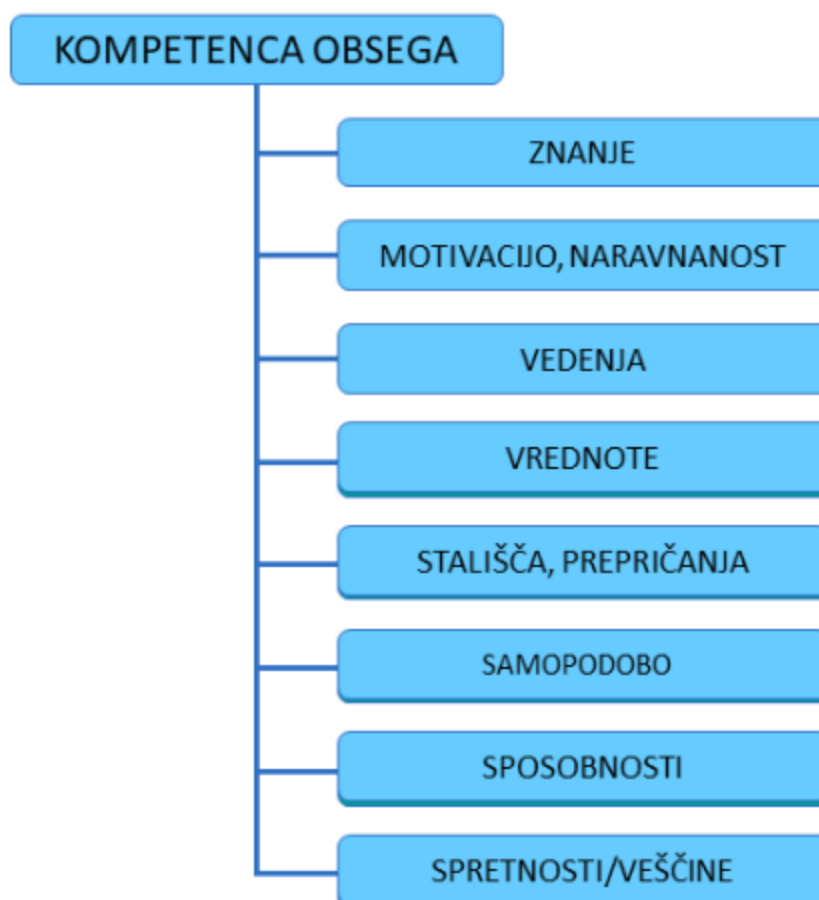 KOMPETENCA OBSEGA
ZNANJE
MOTIVACIJO, NARAVNANOST
VEDENJA
VREDNOTE
STALIŠČA, PREPRIČANJA
SAMOPODOBO
SPOSOBNOSTI
SPRETNOSTI/VEŠČINE